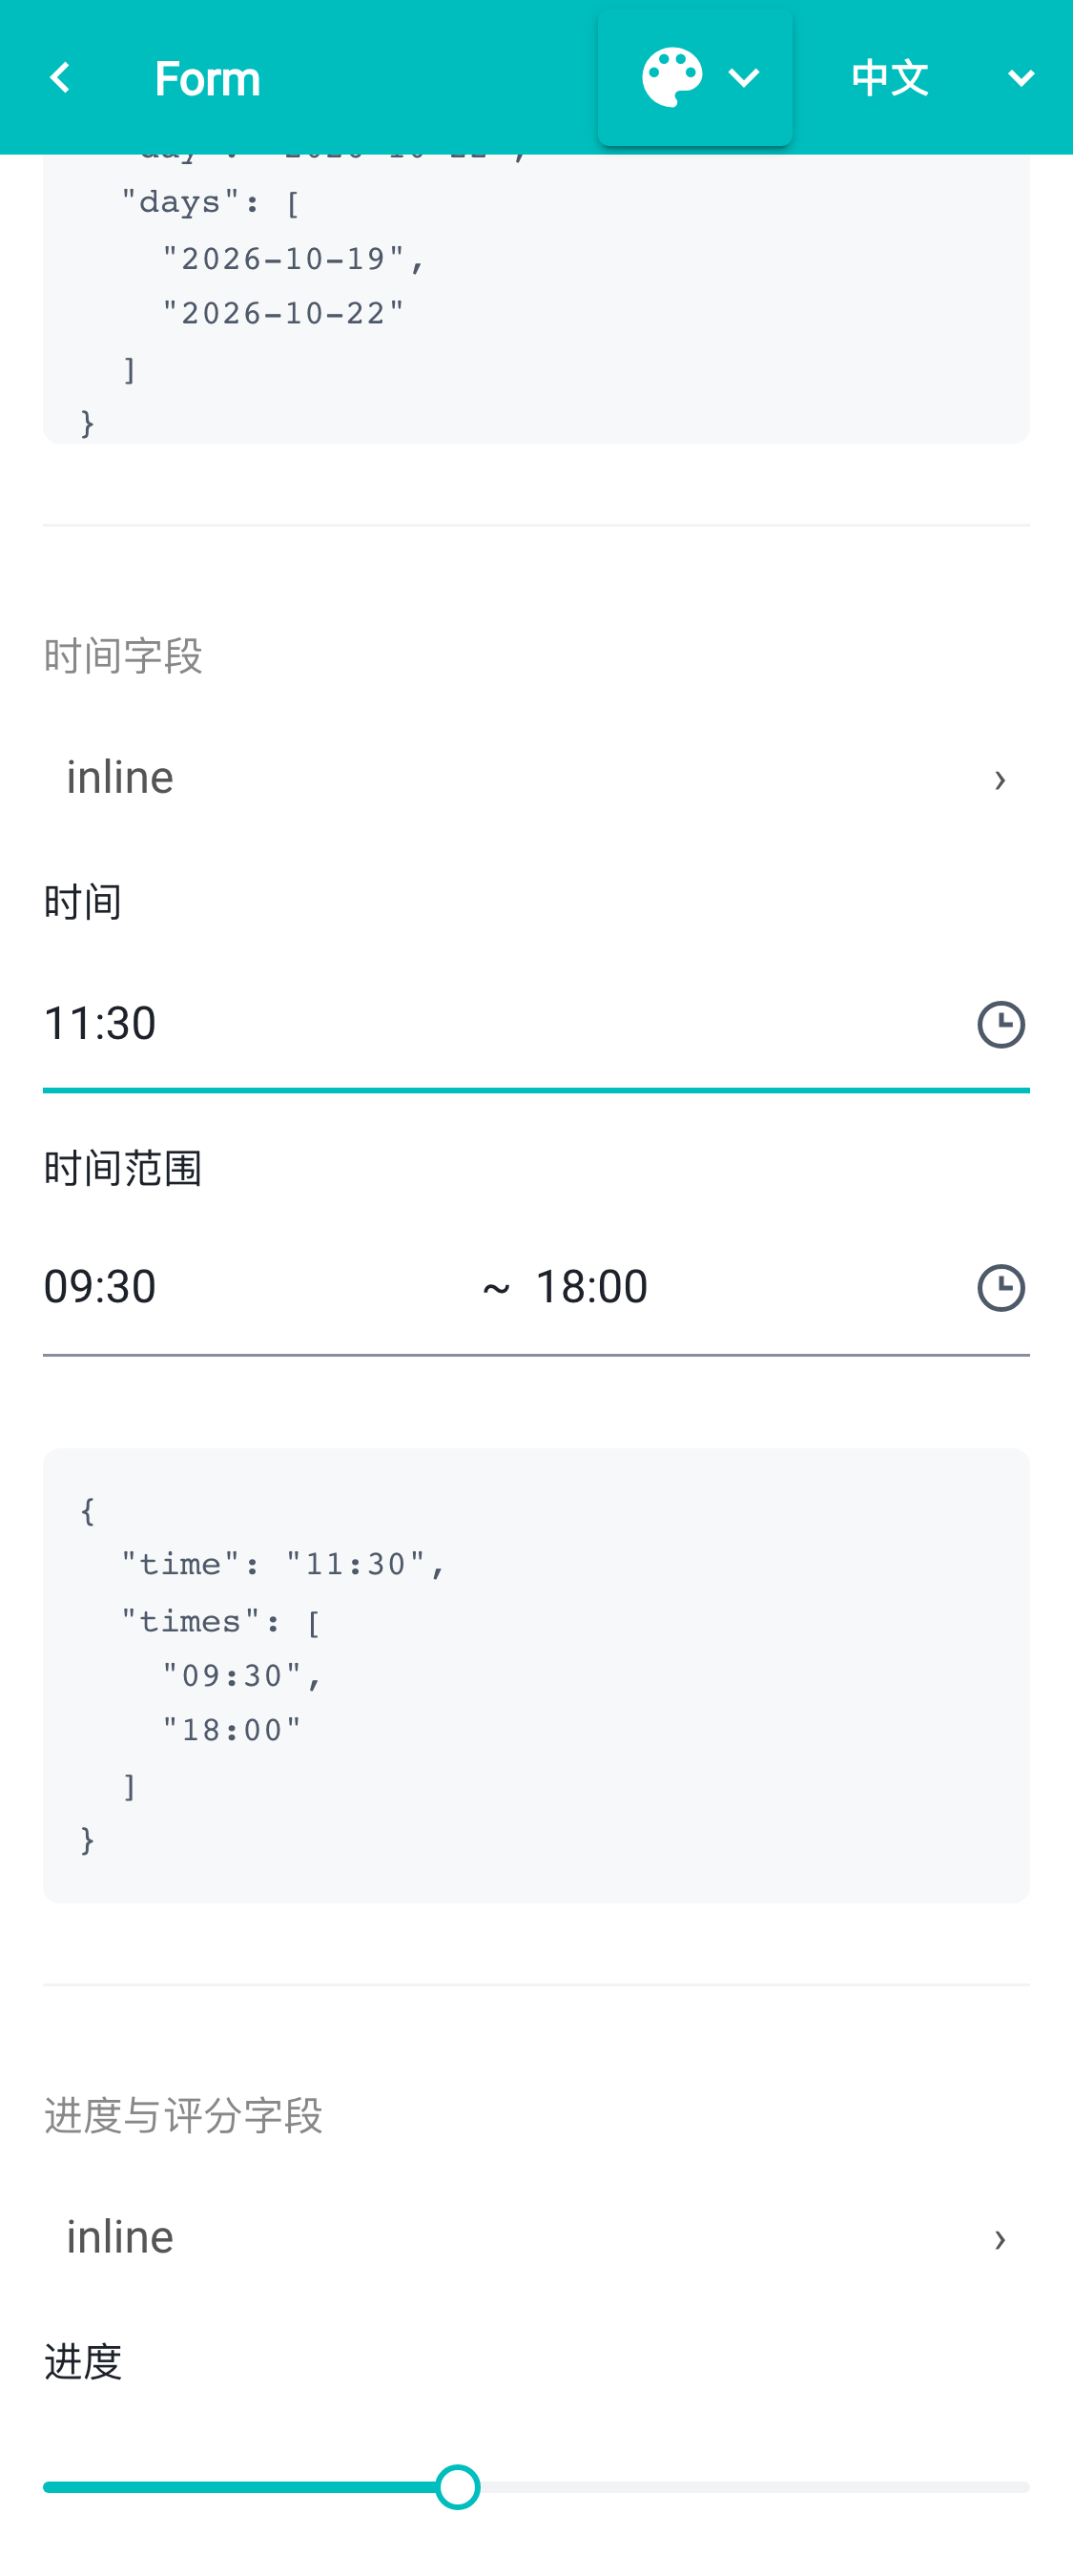 Form
中文
"days": [
"2026-10-19",
"2026-10-22"
]
}
时间字段
inline
时间
11:30
时间范围
09:30 ~ 18:00
{
"time": "11:30",
"times": [
"09:30",
"18:00"
]
}
进度与评分字段
inline
进度